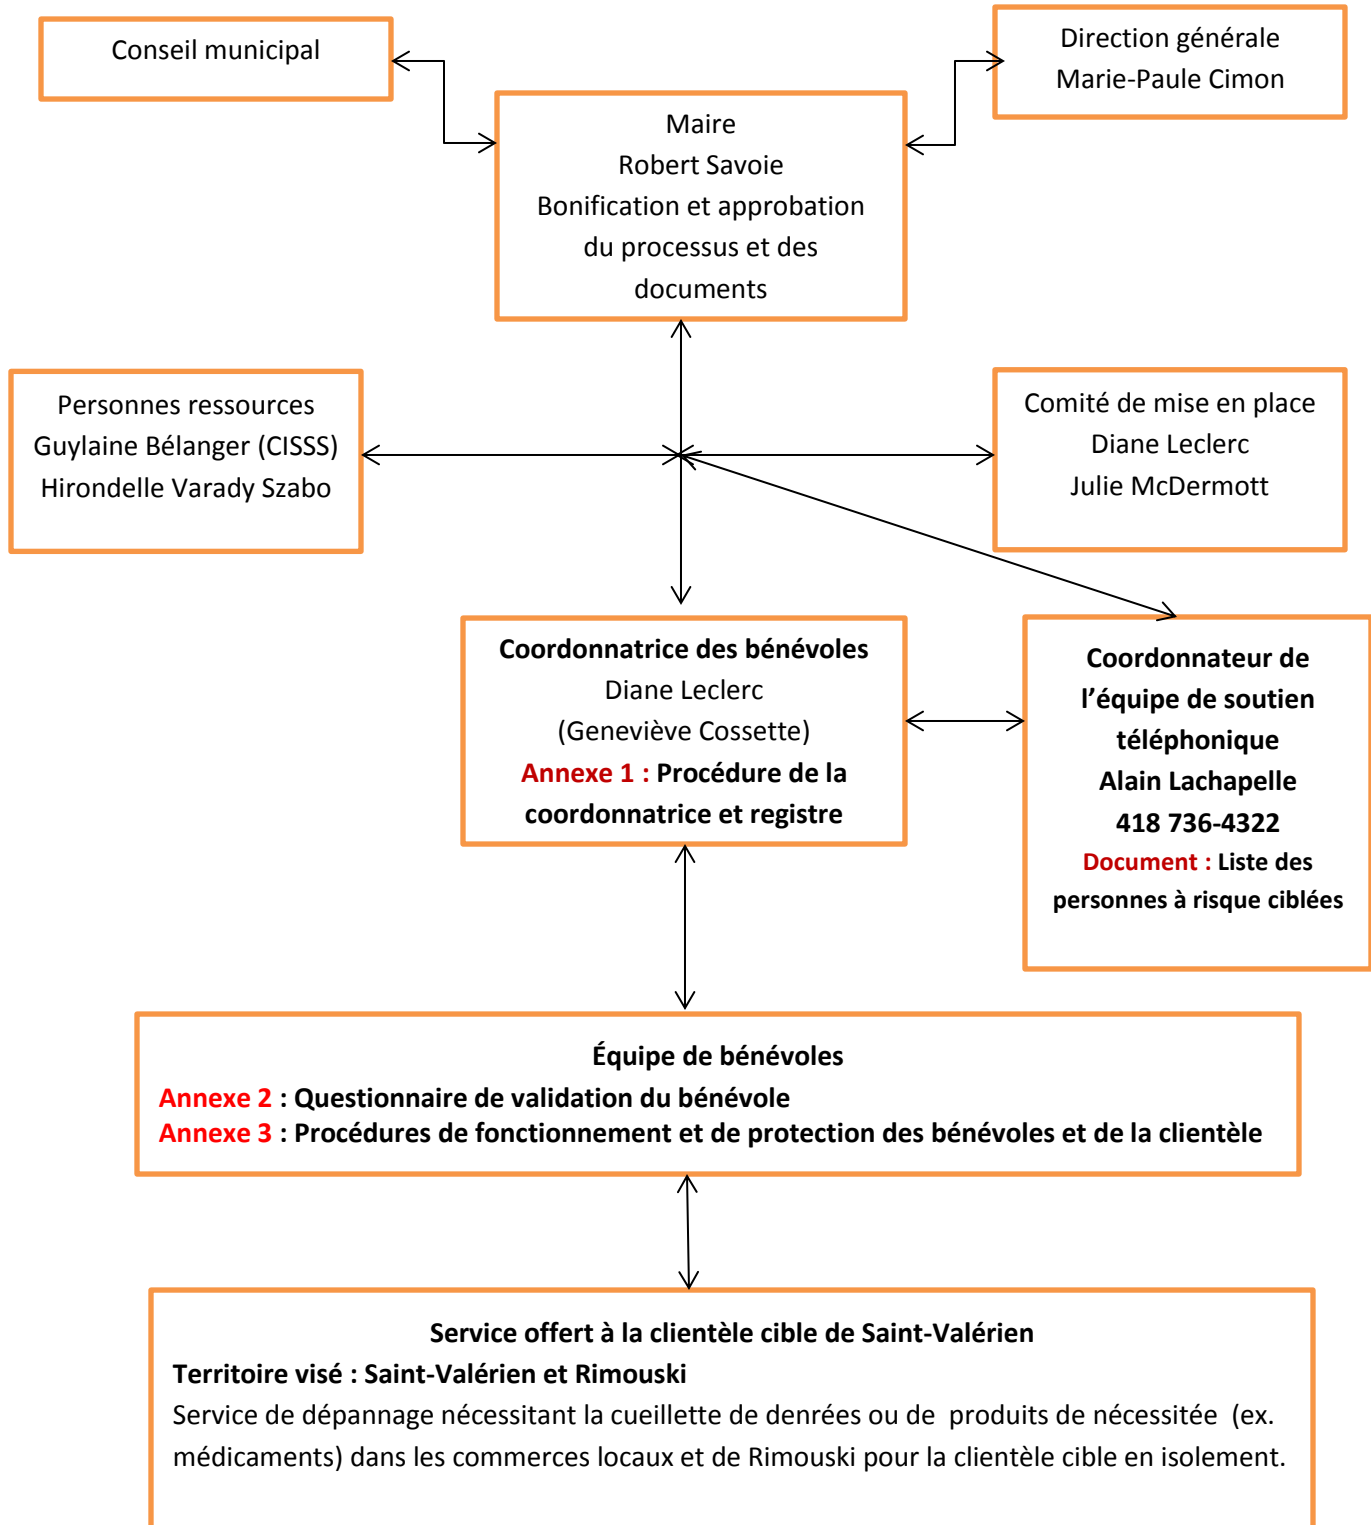 Conseil municipal
Direction générale
Marie-Paule Cimon
Maire
Robert Savoie
Bonification et approbation
du processus et des
documents
Personnes ressources
Guylaine Bélanger (CISSS)
Hirondelle Varady Szabo
Comité de mise en place
Diane Leclerc
Julie McDermott
Coordonnatrice des bénévoles
Diane Leclerc
(Geneviève Cossette)
Annexe 1 : Procédure de la
coordonnatrice et registre
Coordonnateur de
l’équipe de soutien
téléphonique
Alain Lachapelle
418 736-4322
Document : Liste des
personnes à risque ciblées
Équipe de bénévoles
Annexe 2 : Questionnaire de validation du bénévole
Annexe 3 : Procédures de fonctionnement et de protection des bénévoles et de la clientèle
Service offert à la clientèle cible de Saint-Valérien
Territoire visé : Saint-Valérien et Rimouski
Service de dépannage nécessitant la cueillette de denrées ou de  produits de nécessitée  (ex.
médicaments) dans les commerces locaux et de Rimouski pour la clientèle cible en isolement.